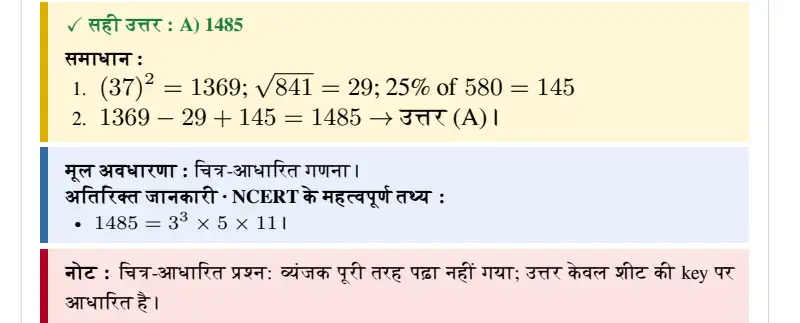 ✓ सही उत्तर : A) 1485
समाधान :
1. (37)² = 1369; √841 = 29; 25% of 580 = 145
2. 1369 − 29 + 145 = 1485 → उत्तर (A)।
मूल अवधारणा : चित्र-आधारित गणना।
अतिरिक्त जानकारी · NCERT के महत्वपूर्ण तथ्य :
• 1485 = 3³ × 5 × 11।
नोट : चित्र-आधारित प्रश्न: व्यंजक पूरी तरह पढ़ा नहीं गया; उत्तर केवल शीट की key पर
आधारित है।